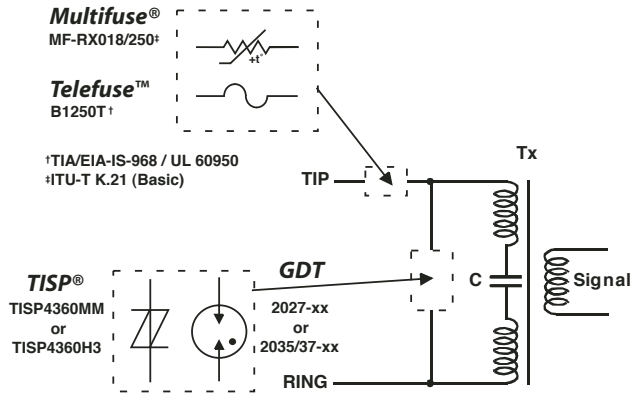 Multifuse®
MF-RX018/250‡
+t°
Telefuse™
B1250T†
†TIA/EIA-IS-968 / UL 60950
‡ITU-T K.21 (Basic)
TIP
Tx
TISP®
TISP4360MM
or
TISP4360H3
GDT
2027-xx
or
2035/37-xx
C
Signal
RING